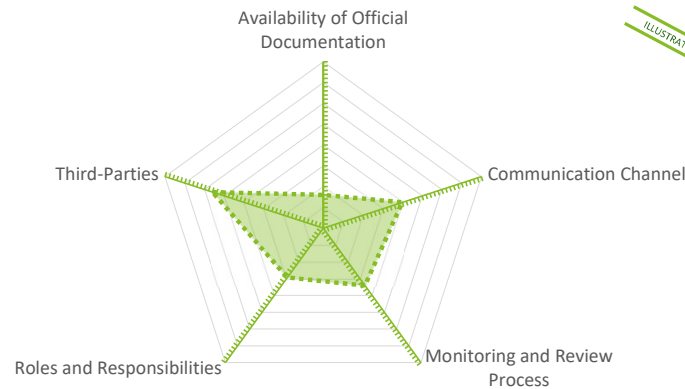 Availability of Official
Documentation
Third-Parties
Communication Channel
Roles and Responsibilities
Monitoring and Review
Process